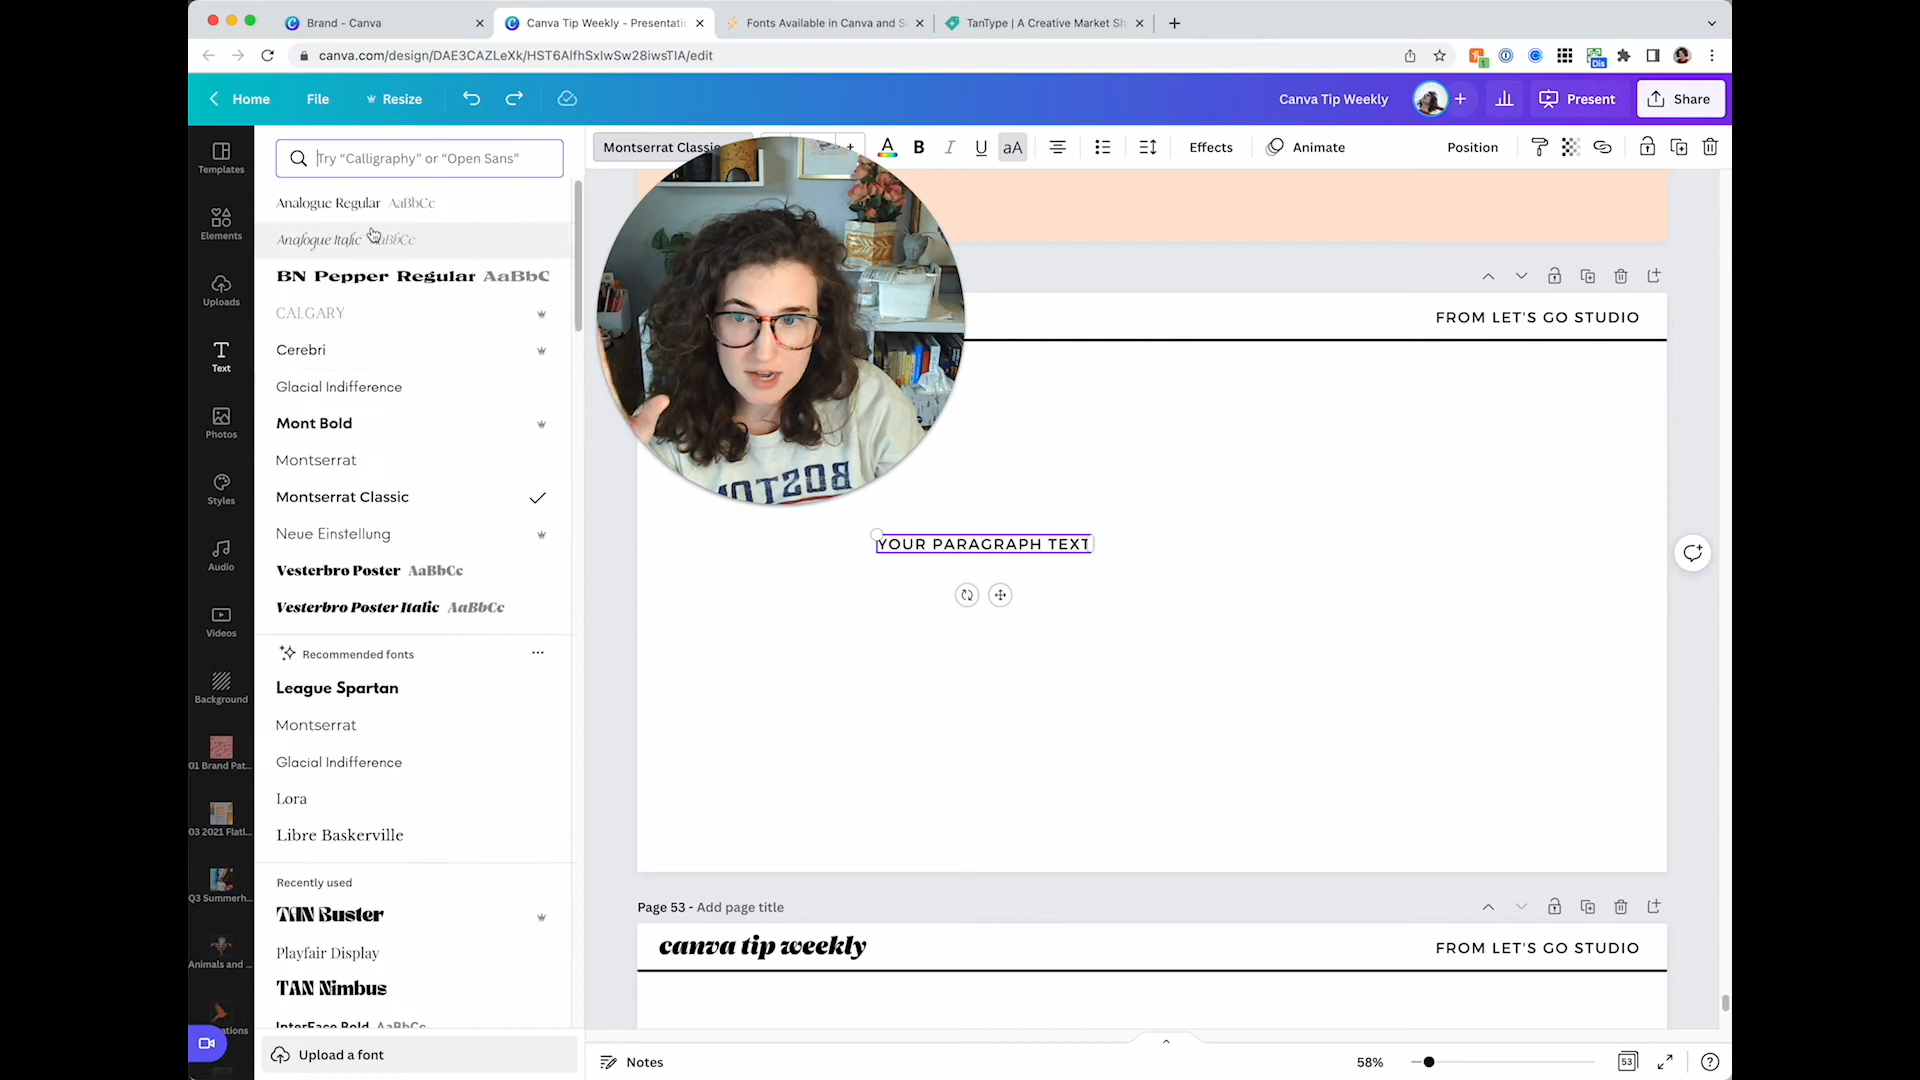 Brand - Canva
Canva Tip Weekly - Presentati
Fonts Available in Canva and S
TanType | A Creative Market Sh
canva.com/design/DAE3CAZLeXk/HST6AlfhSxIwSw28iwsTIA/edit
Home
File
Resize
Canva Tip Weekly
Present
Share
Templates
Elements
Uploads
Text
Photos
Styles
Audio
Videos
Background
01 Brand Pat...
03 2021 Flatl...
Q3 Summerh...
Animals and ...
Try “Calligraphy” or “Open Sans”
Analogue Regular AaBbCc
Analogue Italic AaBbCc
BN Pepper Regular AaBbC
CALGARY
Cerebri
Glacial Indifference
Mont Bold
Montserrat
Montserrat Classic
Neue Einstellung
Vesterbro Poster AaBbCc
Vesterbro Poster Italic AaBbCc
Recommended fonts
League Spartan
Montserrat
Glacial Indifference
Lora
Libre Baskerville
Recently used
TAN Buster
Playfair Display
TAN Nimbus
InterFace Bold AaBbCc
Upload a font
Montserrat Classic
A B I U aA
Effects
Animate
Position
FROM LET'S GO STUDIO
YOUR PARAGRAPH TEXT
Page 53 - Add page title
canva tip weekly
FROM LET'S GO STUDIO
Notes
58%
53